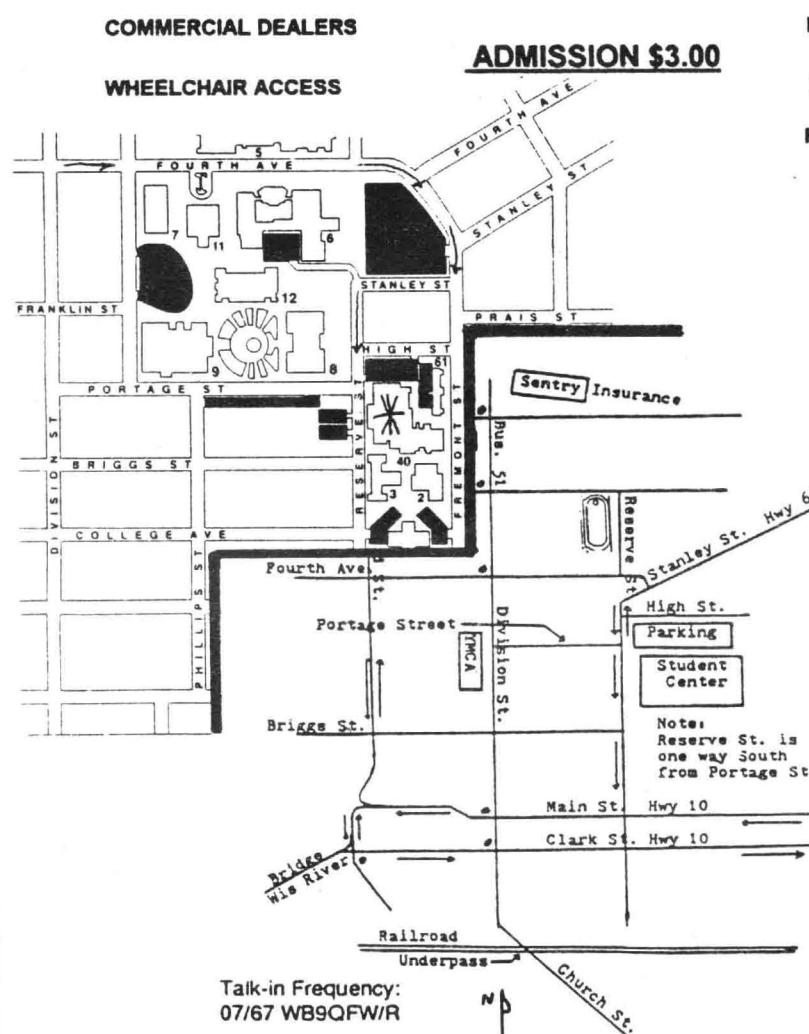 COMMERCIAL DEALERS
ADMISSION $3.00
WHEELCHAIR ACCESS
5
FOURTH AVE
FOURTH AVE
STANLEY ST
7
11
6
STANLEY ST
FRANKLIN ST
12
PRAIS ST
9
8
HIGH ST
61
PORTAGE ST
Sentry Insurance
RESERVE ST
FREMONT ST
Bus. 51
DIVISION ST
BRIGGS ST
40
3
2
COLLEGE AVE
Reserve St
Stanley St. Hwy 6
Fourth Ave.
St.
High St.
PHILLIPS ST
Portage Street
YMCA
Division St.
Parking
Student
Center
Briggs St.
Note:
Reserve St. is
one way South
from Portage St
Main St. Hwy 10
Clark St. Hwy 10
Bridge
Wis River
Railroad
Underpass
Church St.
Talk-in Frequency:
07/67 WB9QFW/R
N